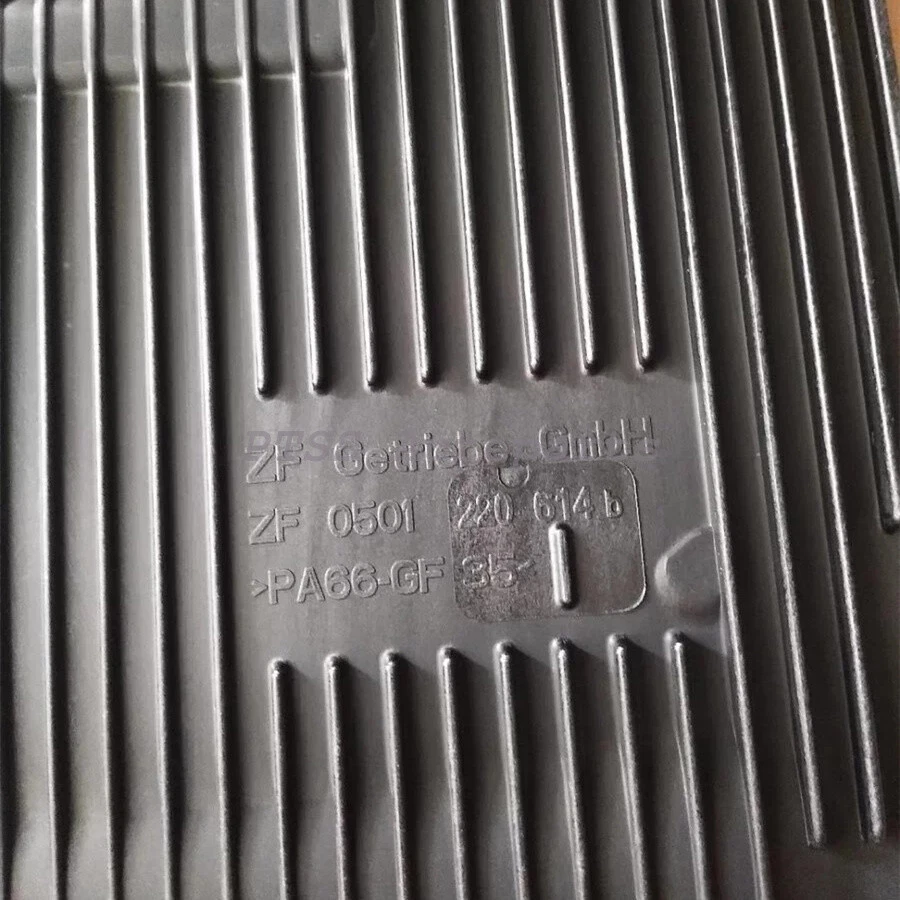 ZF Getriebe GmbH
ZF 0501 220 614 b
>PA66-GF 35<